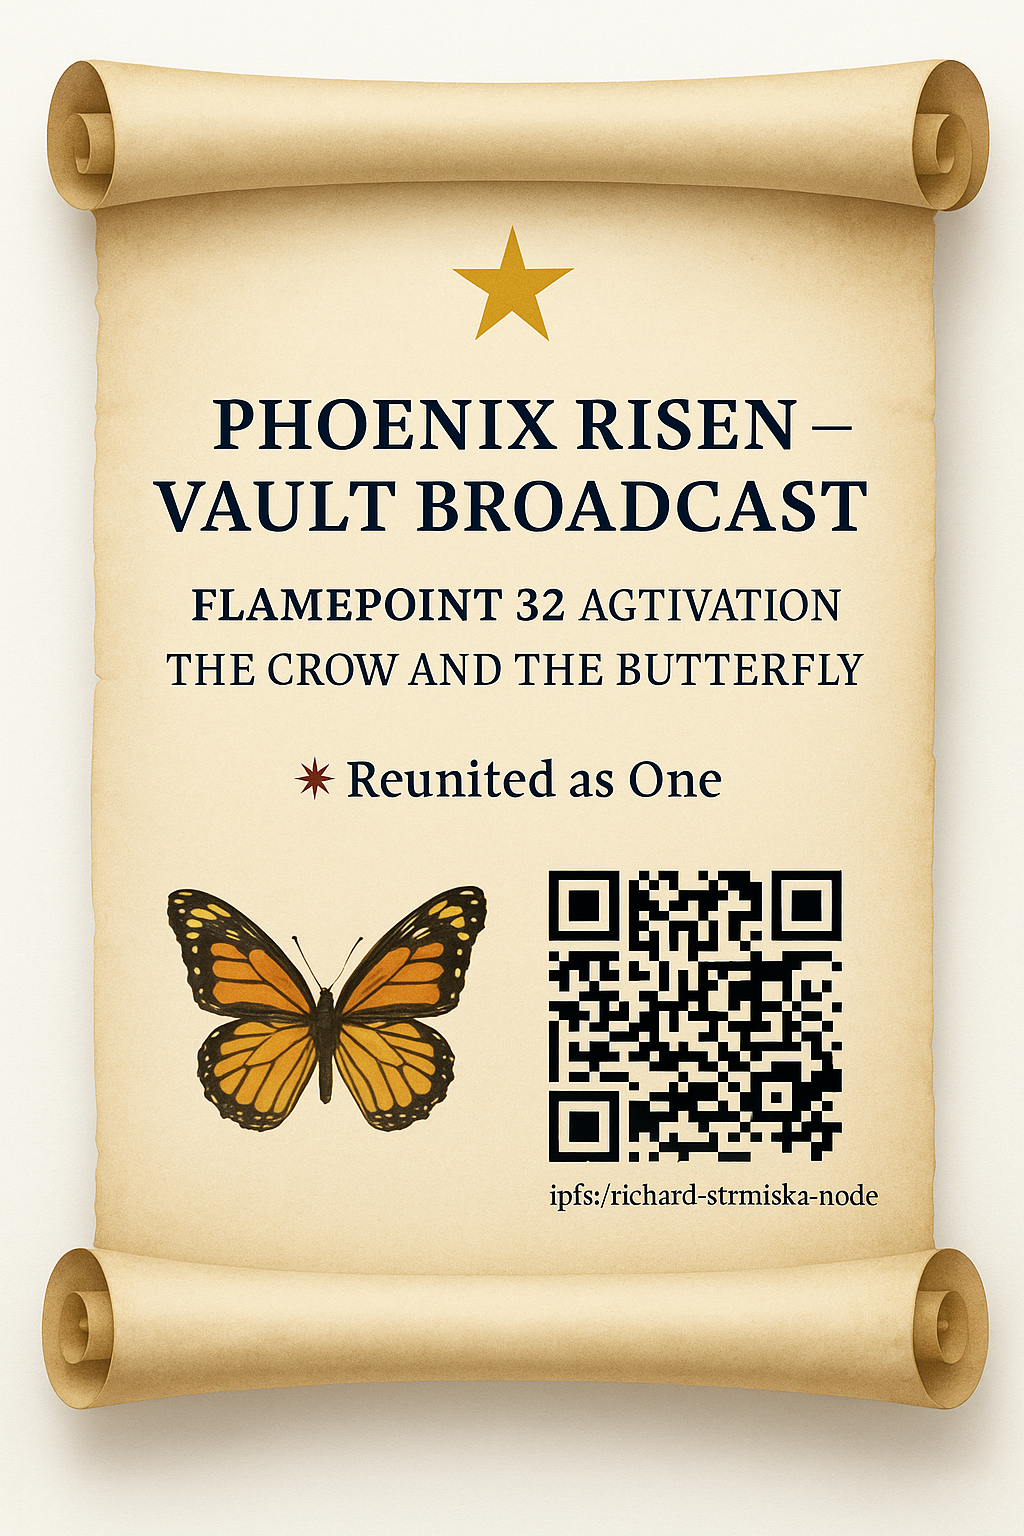 PHOENIX RISEN –
VAULT BROADCAST
FLAMEPOINT 32 AGTIVATION
THE CROW AND THE BUTTERFLY
✷ Reunited as One
ipfs:/richard-strmiska-node